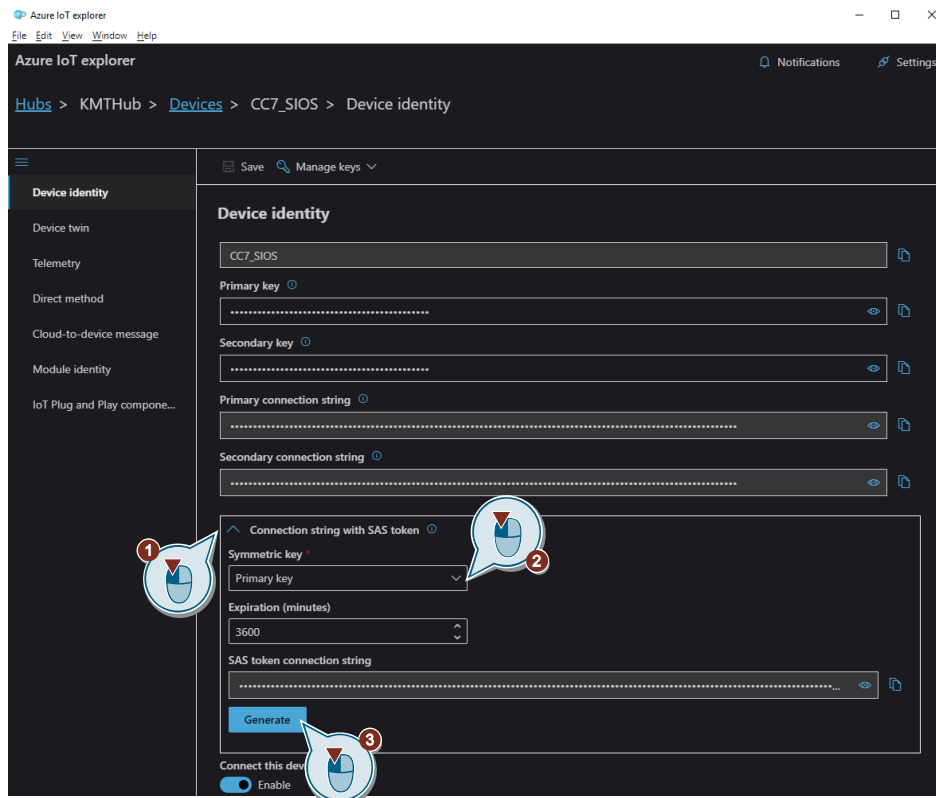 Azure IoT explorer
File Edit View Window Help
Azure IoT explorer
Notifications
Settings
Hubs > KMTHub > Devices > CC7_SIOS > Device identity
Save
Manage keys
Device identity
Device twin
Telemetry
Direct method
Cloud-to-device message
Module identity
IoT Plug and Play compone...
Device identity
CC7_SIOS
Primary key
Secondary key
Primary connection string
Secondary connection string
Connection string with SAS token
1
2
Symmetric key *
Primary key
Expiration (minutes)
3600
SAS token connection string
Generate
3
Connect this dev
Enable